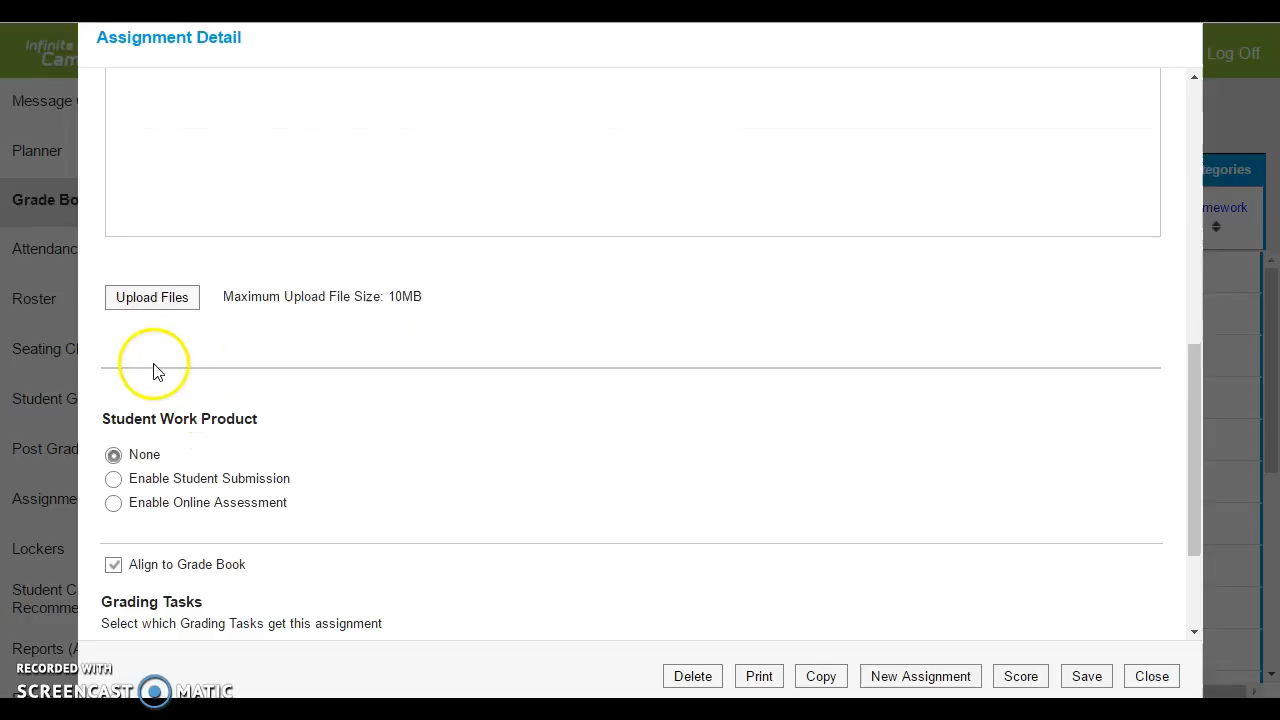 Assignment Detail
Infinite
Cam
Log Off
Message
Planner
Grade Bo
Attendanc
Roster
Seating Cl
Student G
Post Grad
Assignme
Lockers
Student C
Recomme
Reports (A
tegories
mework
Upload Files
Maximum Upload File Size: 10MB
Student Work Product
None
Enable Student Submission
Enable Online Assessment
Align to Grade Book
Grading Tasks
Select which Grading Tasks get this assignment
Delete
Print
Copy
New Assignment
Score
Save
Close
RECORDED WITH
SCREENCAST MATIC